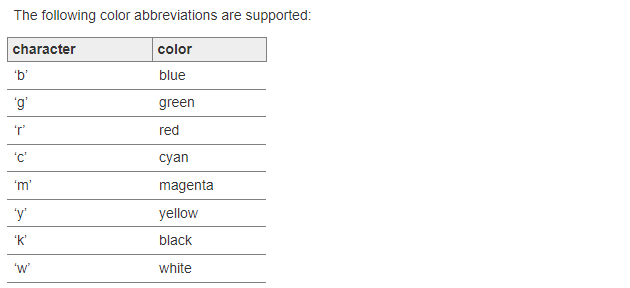 The following color abbreviations are supported:
character color
‘b’ blue
‘g’ green
‘r’ red
‘c’ cyan
‘m’ magenta
‘y’ yellow
‘k’ black
‘w’ white